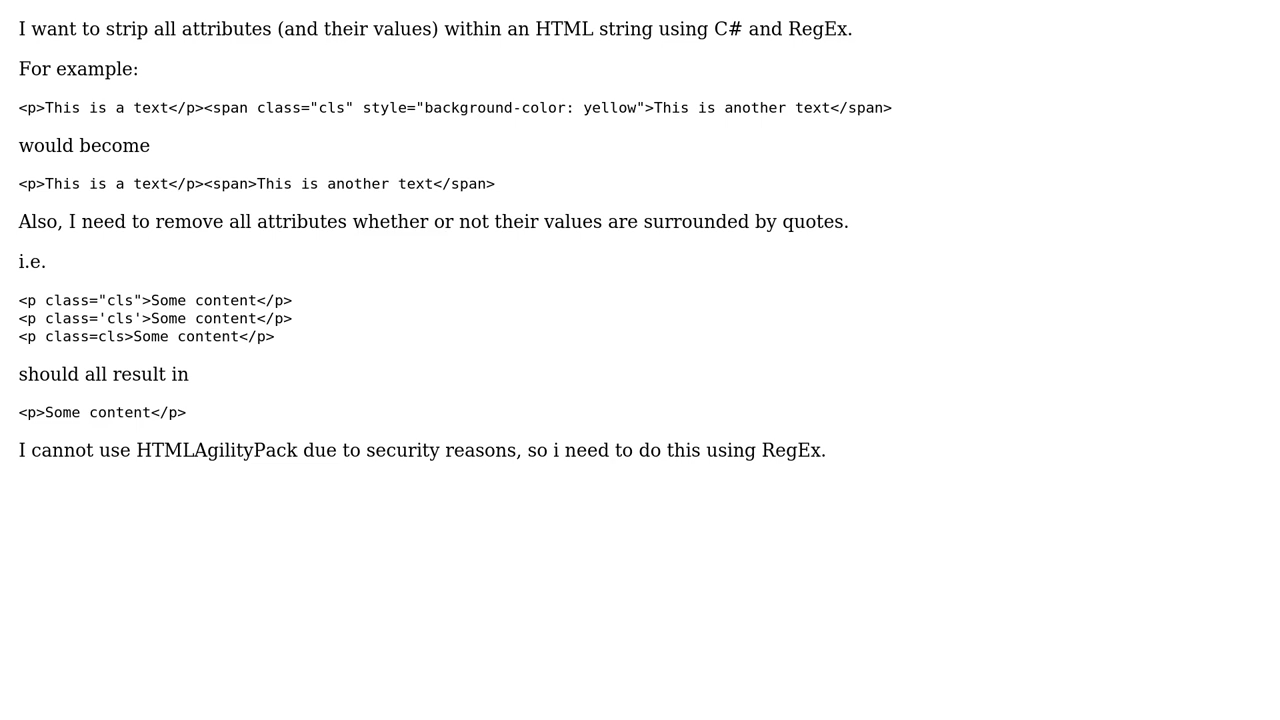 I want to strip all attributes (and their values) within an HTML string using C# and RegEx.
For example:
<p>This is a text</p><span class="cls" style="background-color: yellow">This is another text</span>
would become
<p>This is a text</p><span>This is another text</span>
Also, I need to remove all attributes whether or not their values are surrounded by quotes.
i.e.
<p class="cls">Some content</p>
<p class='cls'>Some content</p>
<p class=cls>Some content</p>
should all result in
<p>Some content</p>
I cannot use HTMLAgilityPack due to security reasons, so i need to do this using RegEx.